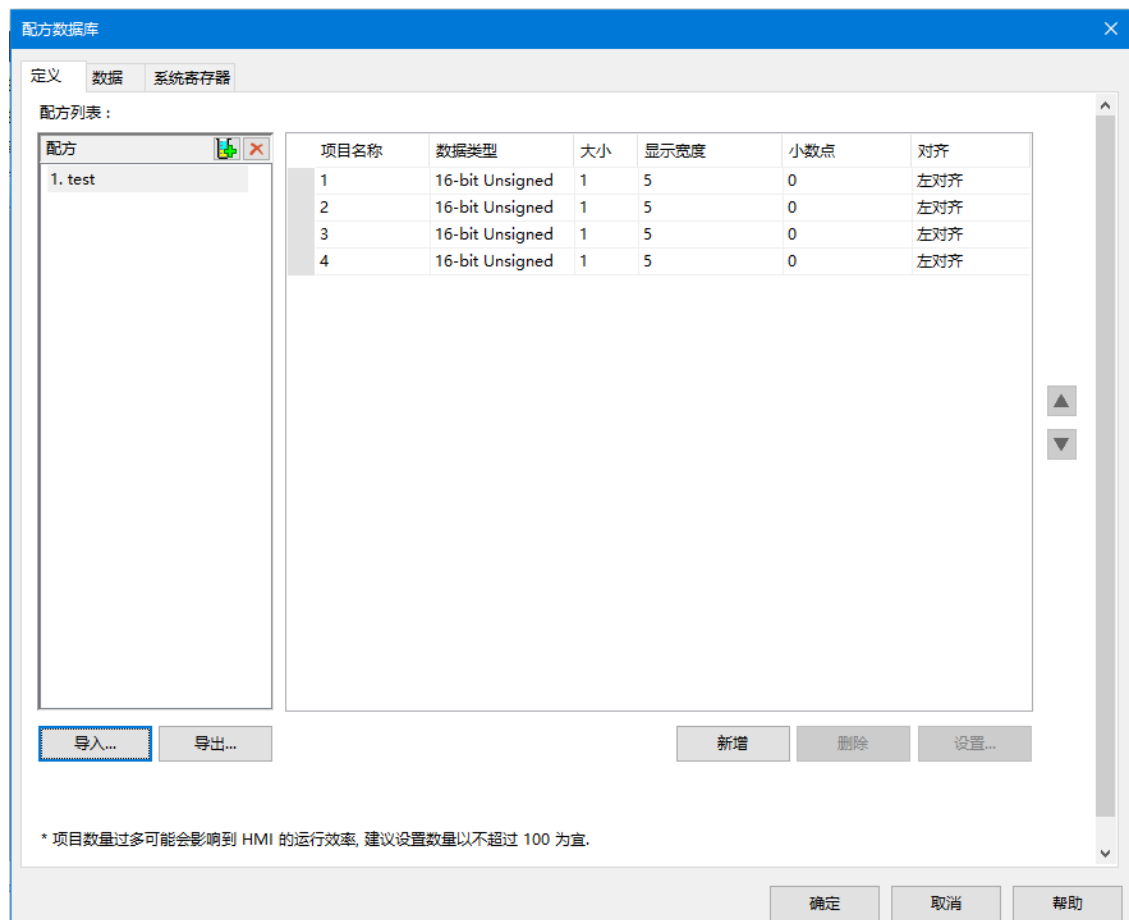 配方数据库
定义 数据 系统寄存器
配方列表：
配方
1. test
项目名称 数据类型 大小 显示宽度 小数点 对齐
1 16-bit Unsigned 1 5 0 左对齐
2 16-bit Unsigned 1 5 0 左对齐
3 16-bit Unsigned 1 5 0 左对齐
4 16-bit Unsigned 1 5 0 左对齐
导入... 导出... 新增 删除 设置...
* 项目数量过多可能会影响到 HMI 的运行效率, 建议设置数量以不超过 100 为宜.
确定 取消 帮助